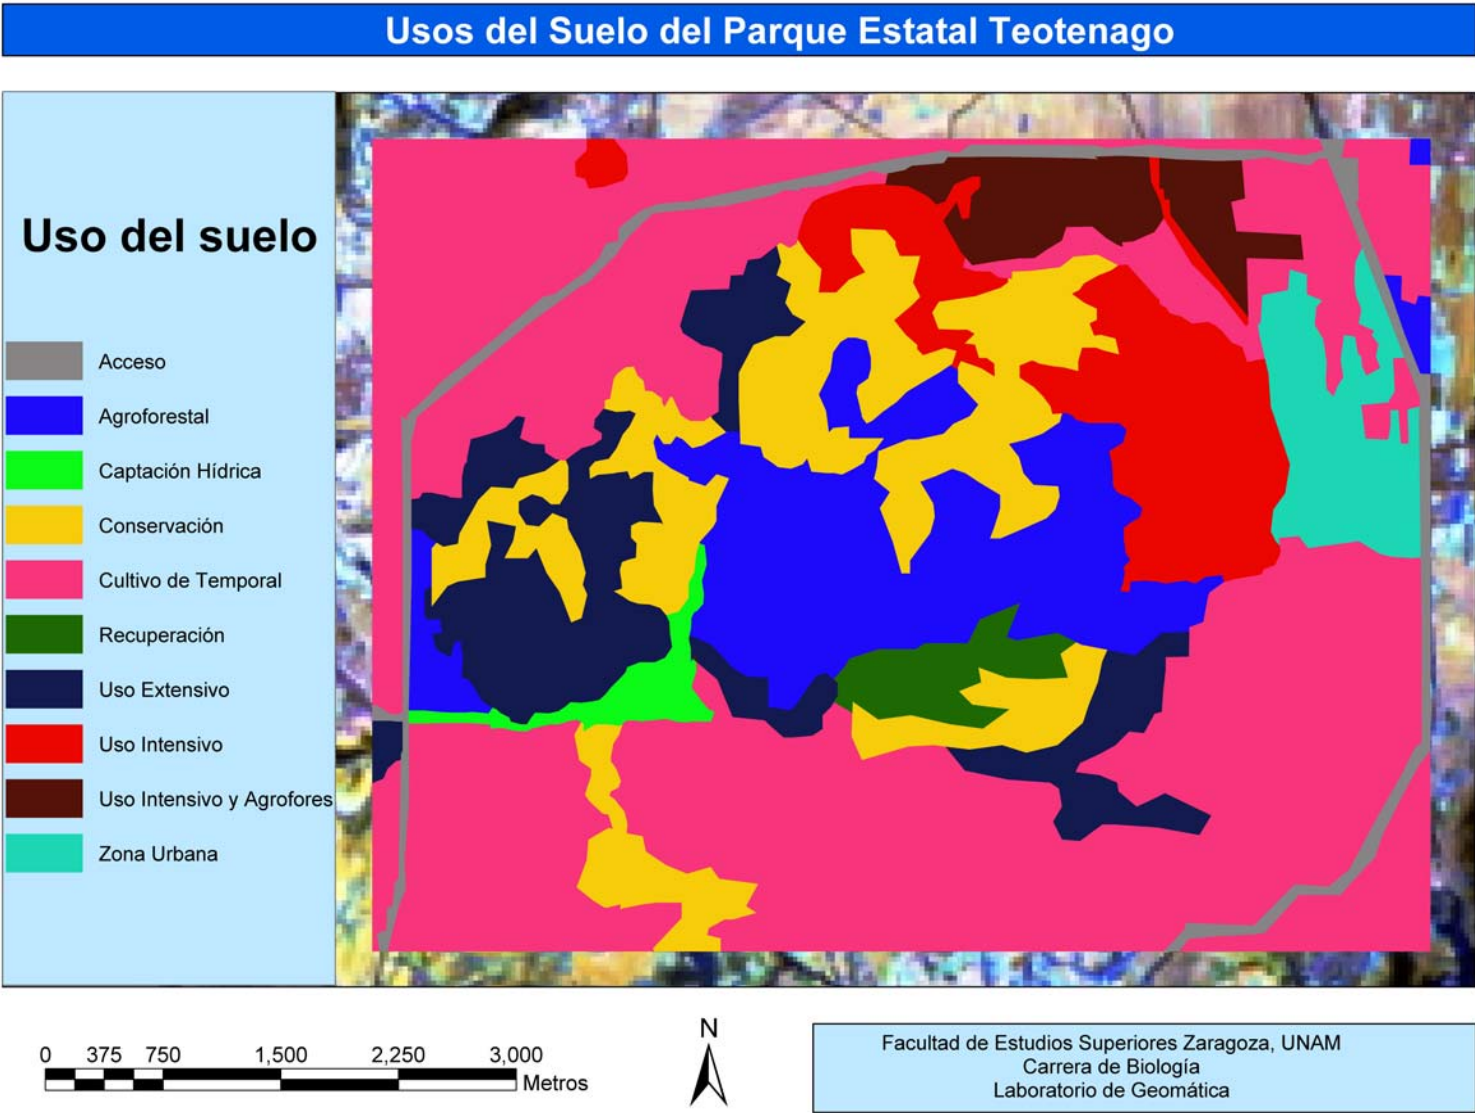 Usos del Suelo del Parque Estatal Teotenago
Uso del suelo
Acceso
Agroforestal
Captación Hídrica
Conservación
Cultivo de Temporal
Recuperación
Uso Extensivo
Uso Intensivo
Uso Intensivo y Agrofores
Zona Urbana
0 375 750 1,500 2,250 3,000
Metros
N
Facultad de Estudios Superiores Zaragoza, UNAM
Carrera de Biología
Laboratorio de Geomática